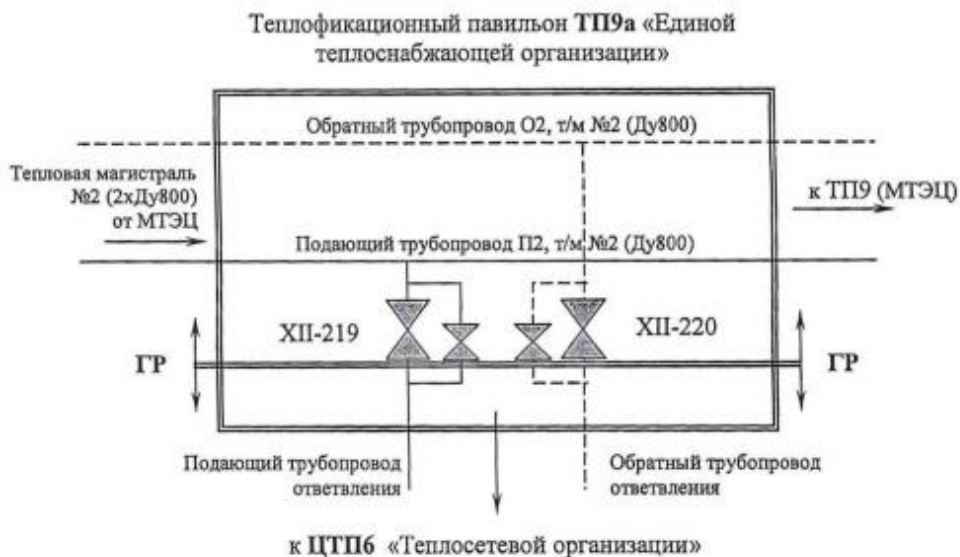 Теплофикационный павильон ТП9а «Единой
теплоснабжающей организации»
Обратный трубопровод О2, т/м №2 (Ду800)
Тепловая магистраль
№2 (2хДу800)
от МТЭЦ
к ТП9 (МТЭЦ)
Подающий трубопровод П2, т/м №2 (Ду800)
XII-219
XII-220
ГР
ГР
Подающий трубопровод
ответвления
Обратный трубопровод
ответвления
к ЦТП6 «Теплосетевой организации»